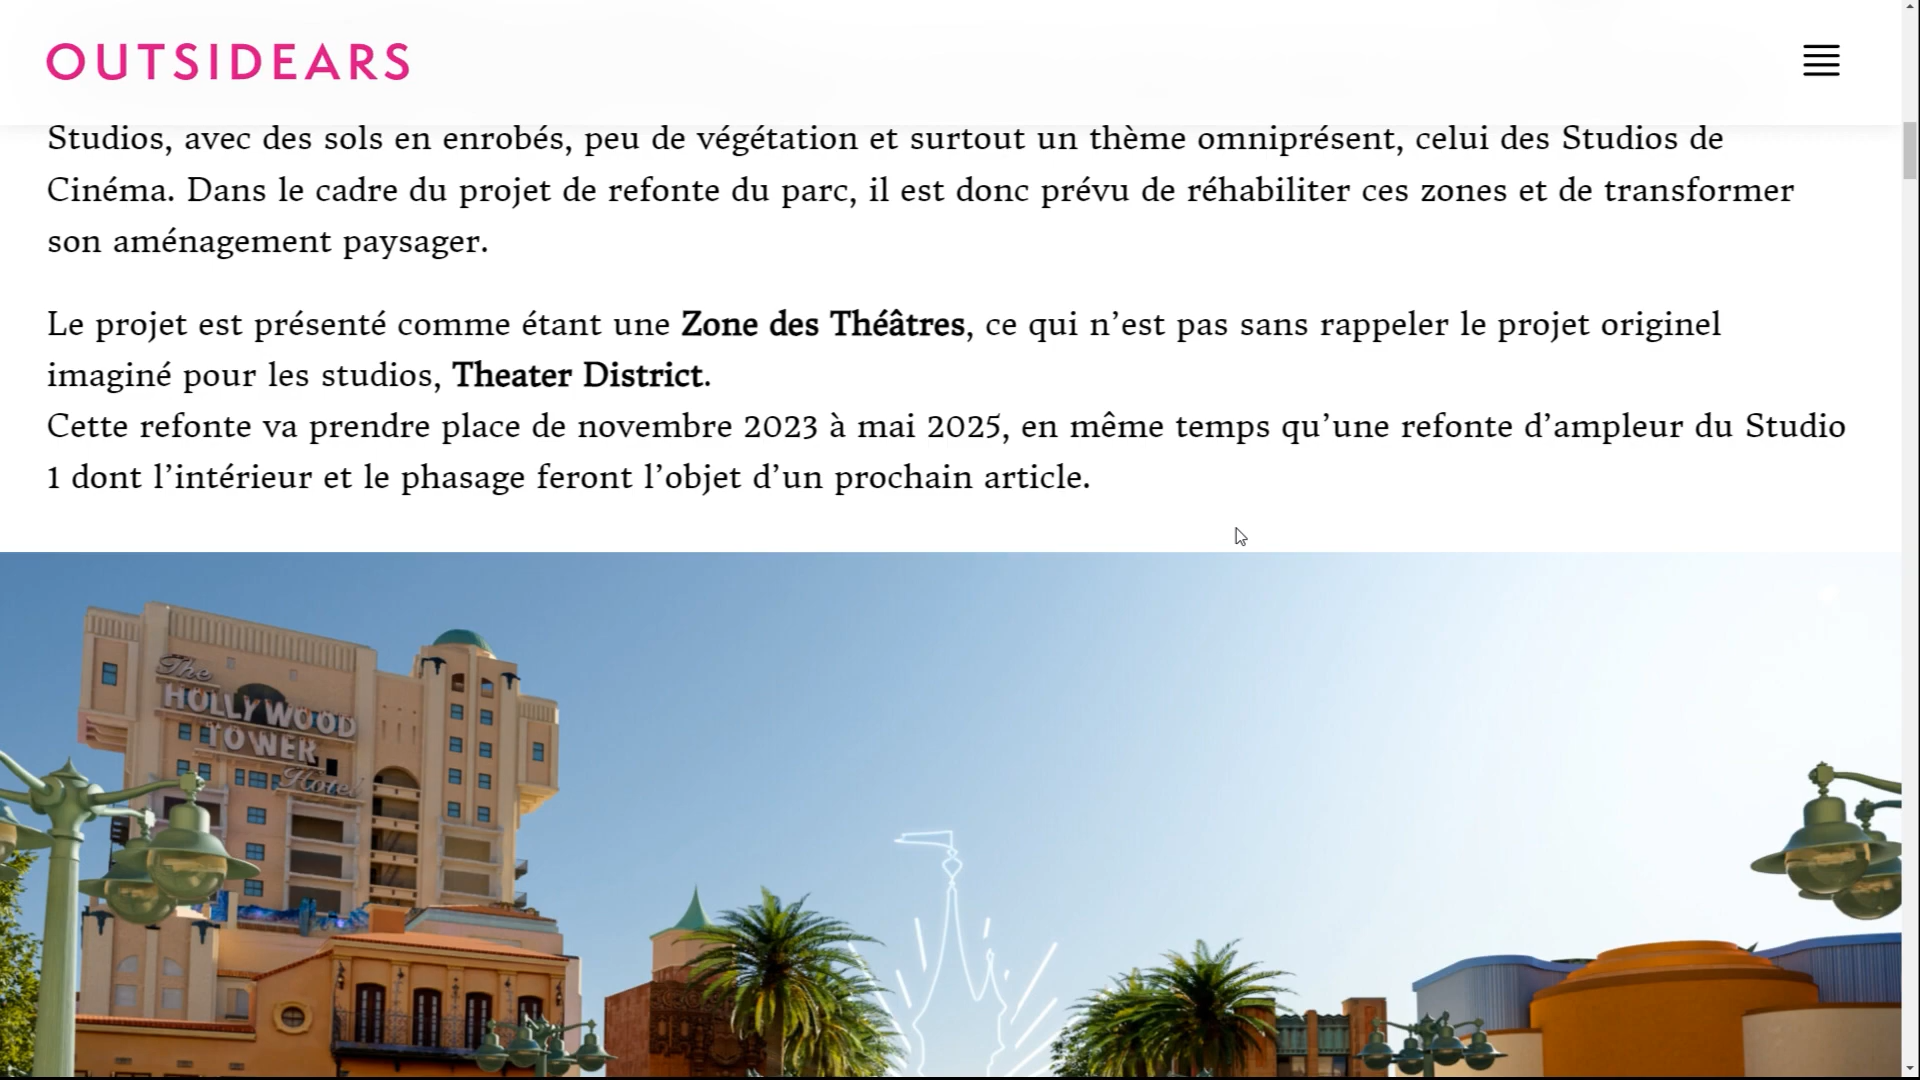 OUTSIDEARS
Studios, avec des sols en enrobés, peu de végétation et surtout un thème omniprésent, celui des Studios de
Cinéma. Dans le cadre du projet de refonte du parc, il est donc prévu de réhabiliter ces zones et de transformer
son aménagement paysager.
Le projet est présenté comme étant une Zone des Théâtres, ce qui n’est pas sans rappeler le projet originel
imaginé pour les studios, Theater District.
Cette refonte va prendre place de novembre 2023 à mai 2025, en même temps qu’une refonte d’ampleur du Studio
1 dont l’intérieur et le phasage feront l’objet d’un prochain article.
The
HOLLYWOOD
TOWER
Hotel